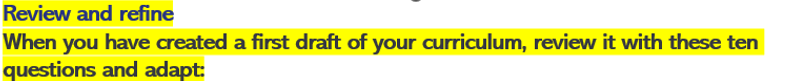 Review and refine
When you have created a first draft of your curriculum, review it with these ten
questions and adapt: